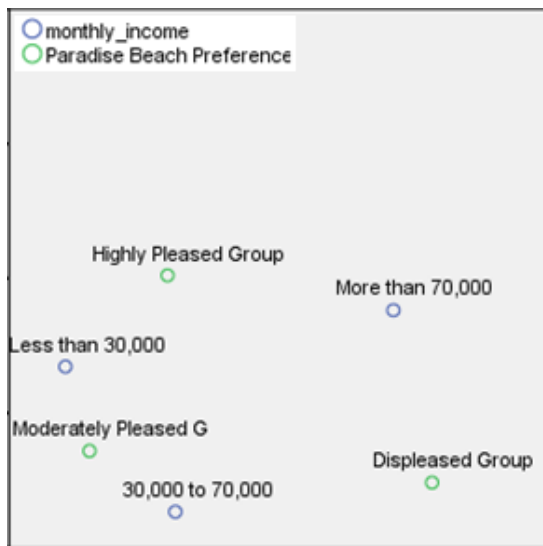 monthly_income
Paradise Beach Preference
Highly Pleased Group
More than 70,000
Less than 30,000
Moderately Pleased G
Displeased Group
30,000 to 70,000